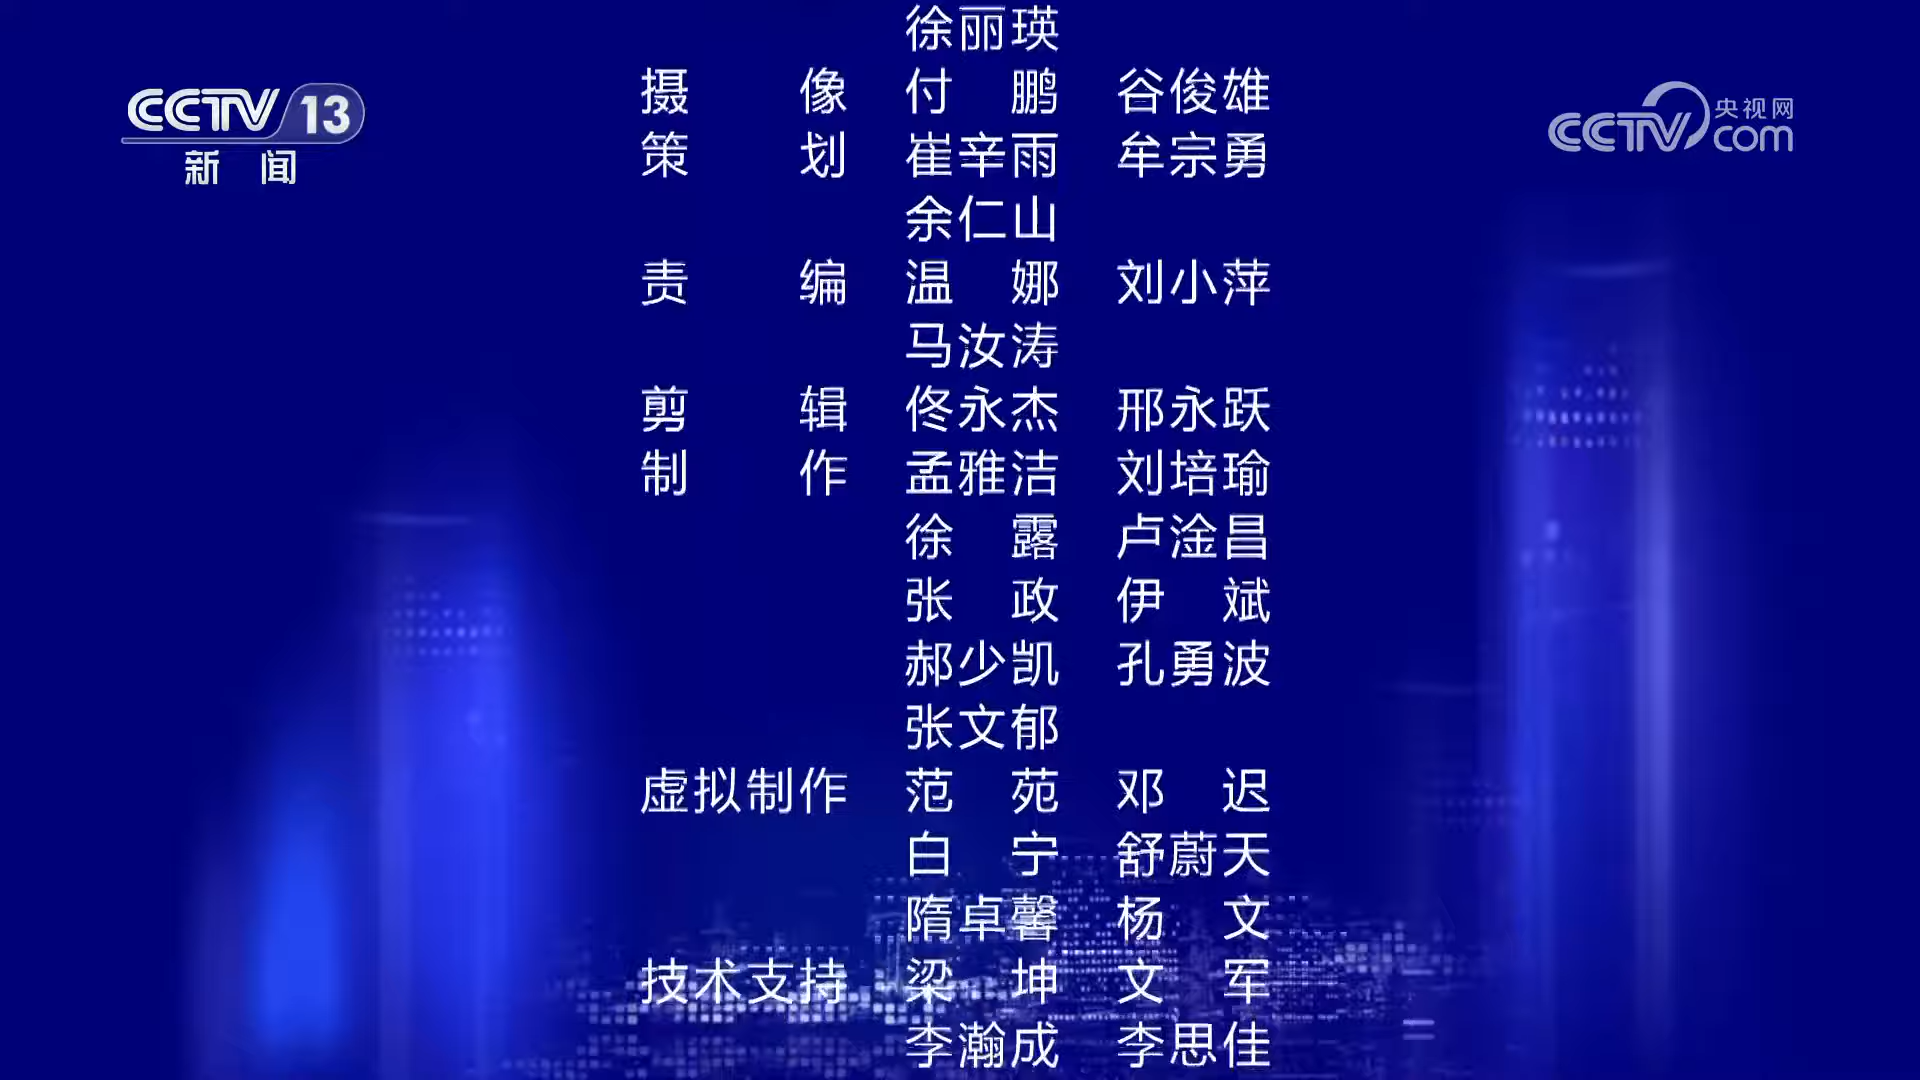 徐丽瑛
CCTV 13
新闻
央视网
CCTV com
摄像 付鹏 谷俊雄
策划 崔辛雨 牟宗勇
余仁山
责编 温娜 刘小萍
马汝涛
剪辑 佟永杰 邢永跃
制作 孟雅洁 刘培瑜
徐露 卢淦昌
张政 伊斌
郝少凯 孔勇波
张文郁
虚拟制作 范苑 邓迟
白宁 舒蔚天
隋卓馨 杨文
技术支持 梁坤 文军
李瀚成 李思佳